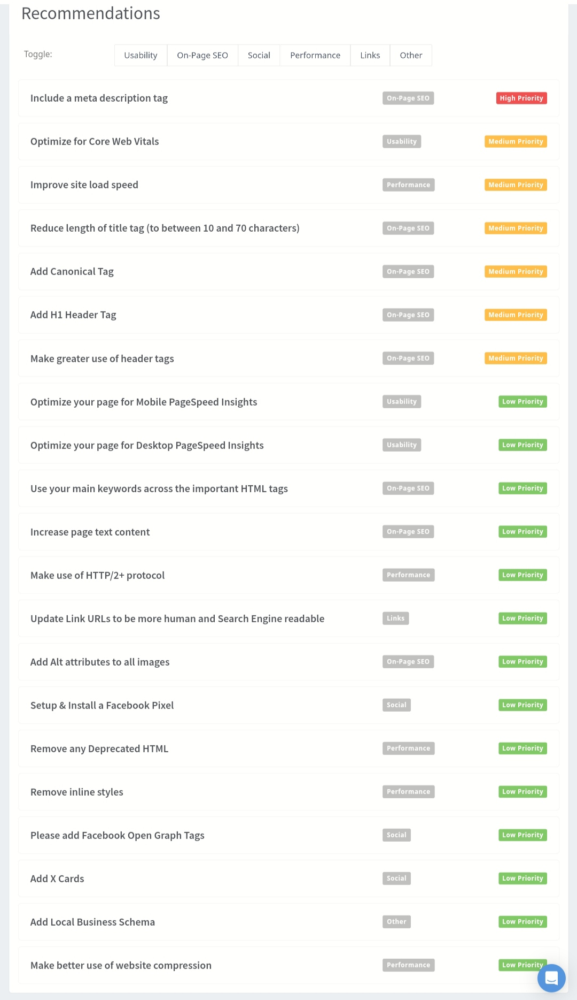 Recommendations
Toggle: Usability On-Page SEO Social Performance Links Other
Include a meta description tag On-Page SEO High Priority
Optimize for Core Web Vitals Usability Medium Priority
Improve site load speed Performance Medium Priority
Reduce length of title tag (to between 10 and 70 characters) On-Page SEO Medium Priority
Add Canonical Tag On-Page SEO Medium Priority
Add H1 Header Tag On-Page SEO Medium Priority
Make greater use of header tags On-Page SEO Medium Priority
Optimize your page for Mobile PageSpeed Insights Usability Low Priority
Optimize your page for Desktop PageSpeed Insights Usability Low Priority
Use your main keywords across the important HTML tags On-Page SEO Low Priority
Increase page text content On-Page SEO Low Priority
Make use of HTTP/2+ protocol Performance Low Priority
Update Link URLs to be more human and Search Engine readable Links Low Priority
Add Alt attributes to all images On-Page SEO Low Priority
Setup & Install a Facebook Pixel Social Low Priority
Remove any Deprecated HTML Performance Low Priority
Remove inline styles Performance Low Priority
Please add Facebook Open Graph Tags Social Low Priority
Add X Cards Social Low Priority
Add Local Business Schema Other Low Priority
Make better use of website compression Performance Low Priority